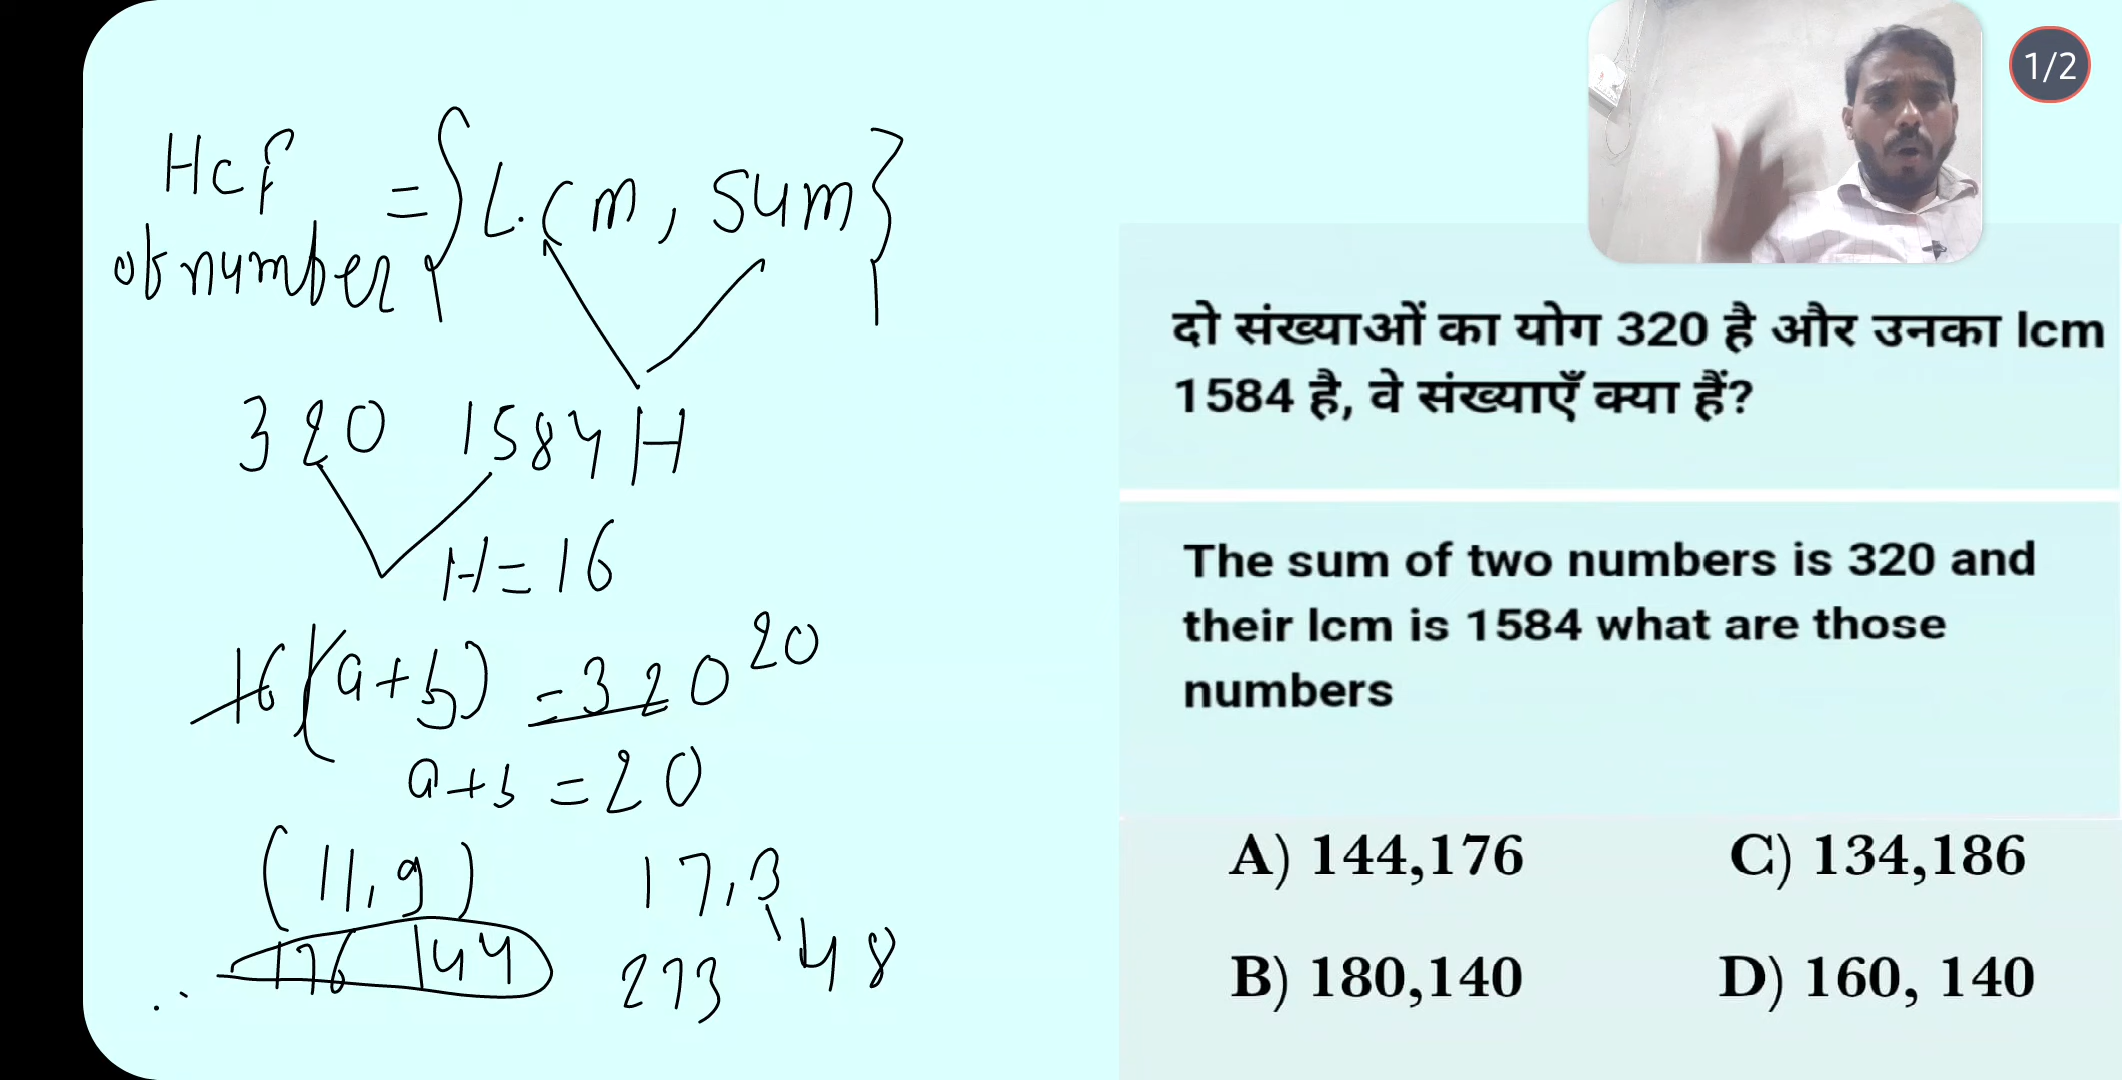 1/2
Hcf
of number
= { L.Cm, Sum }
320 1584 H
H = 16
16(a+b) = 320 20
a+b = 20
(11,9) 17,3
176 144 273 48
दो संख्याओं का योग 320 है और उनका lcm
1584 है, वे संख्याएँ क्या हैं?
The sum of two numbers is 320 and
their lcm is 1584 what are those
numbers
A) 144,176 C) 134,186
B) 180,140 D) 160, 140